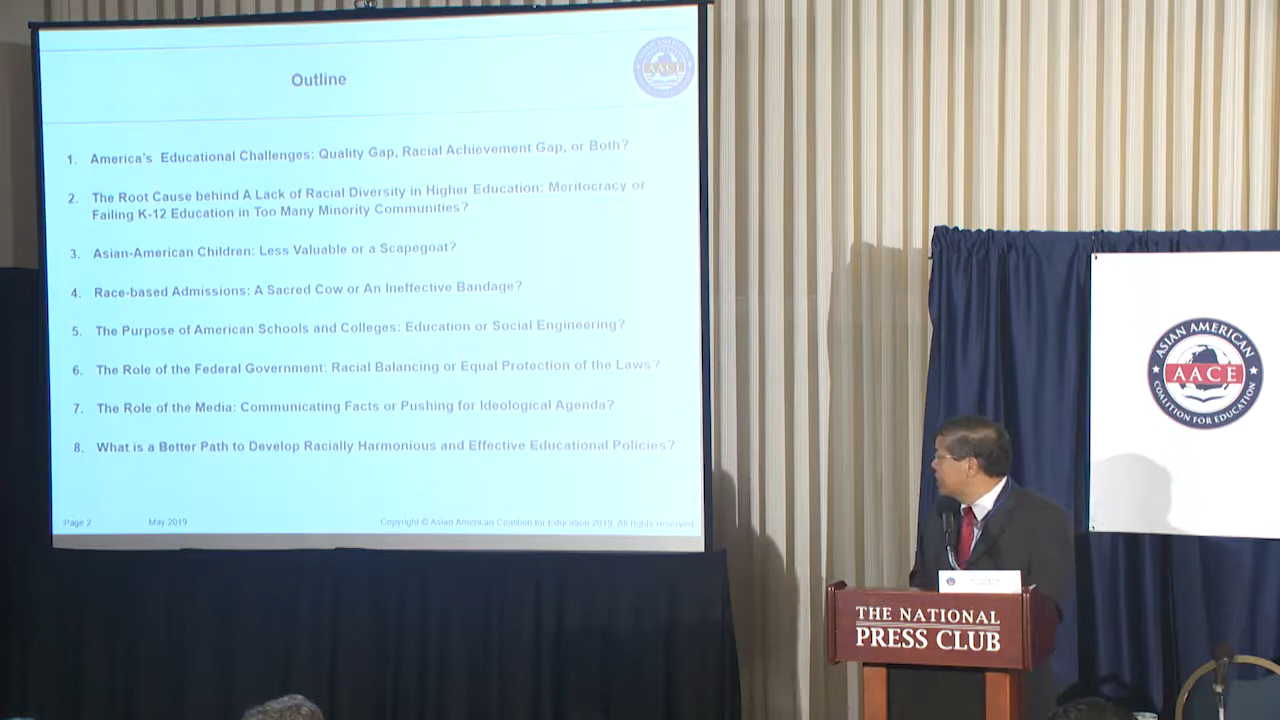 Outline
AACE
1. America's Educational Challenges: Quality Gap, Racial Achievement Gap, or Both?
2. The Root Cause behind A Lack of Racial Diversity in Higher Education: Meritocracy or
Failing K-12 Education in Too Many Minority Communities?
3. Asian-American Children: Less Valuable or a Scapegoat?
4. Race-based Admissions: A Sacred Cow or An Ineffective Bandage?
5. The Purpose of American Schools and Colleges: Education or Social Engineering?
6. The Role of the Federal Government: Racial Balancing or Equal Protection of the Laws?
7. The Role of the Media: Communicating Facts or Pushing for Ideological Agenda?
8. What is a Better Path to Develop Racially Harmonious and Effective Educational Policies?
Page 2 May 2019 Copyright © Asian American Coalition for Education 2019. All rights reserved
ASIAN AMERICAN
AACE
COALITION FOR EDUCATION
THE NATIONAL
PRESS CLUB